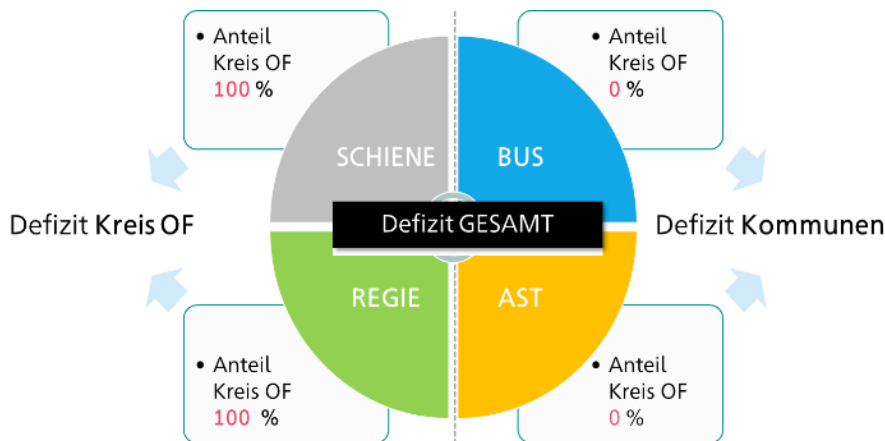 • Anteil
Kreis OF
100 %
• Anteil
Kreis OF
0 %
SCHIENE
BUS
Defizit Kreis OF
Defizit GESAMT
Defizit Kommunen
REGIE
AST
• Anteil
Kreis OF
100 %
• Anteil
Kreis OF
0 %